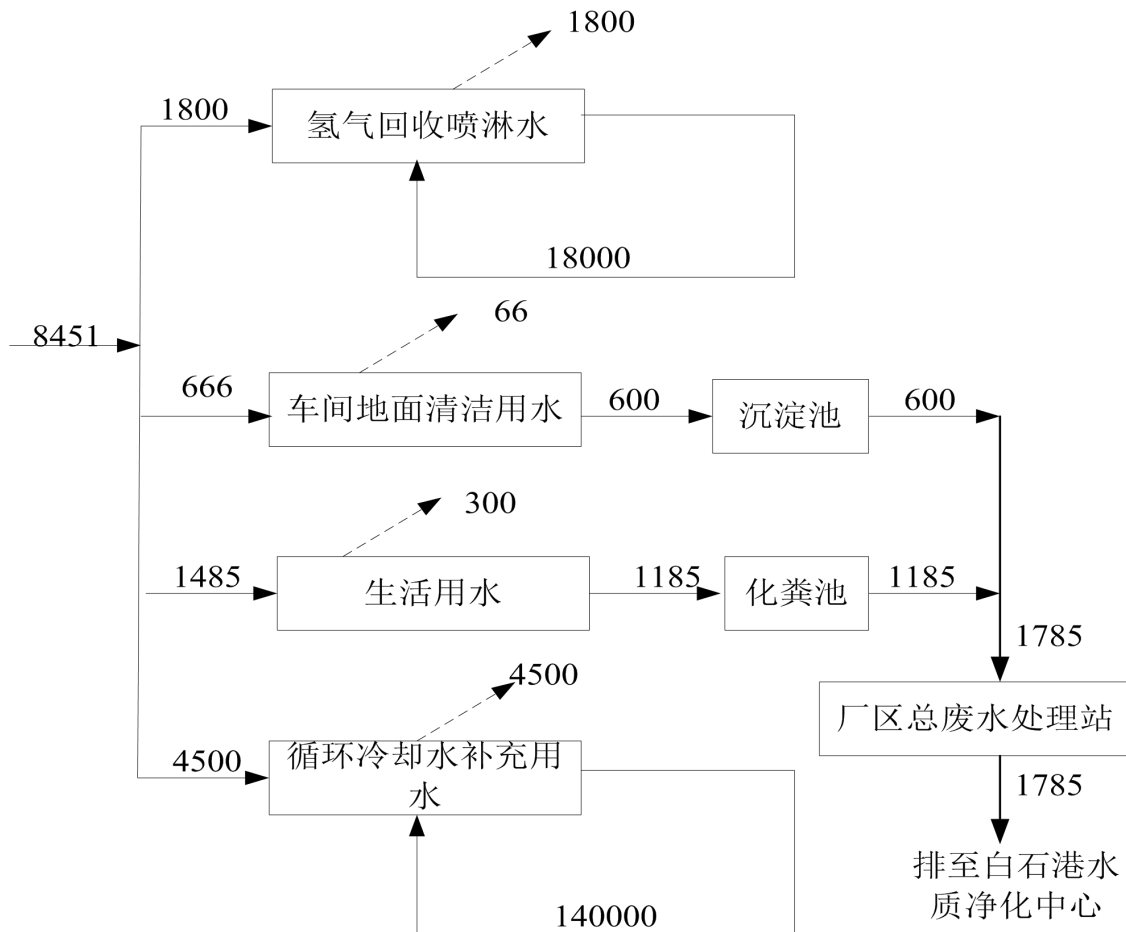 1800
1800
氢气回收喷淋水
18000
8451
66
666
车间地面清洁用水
600
沉淀池
600
300
1485
生活用水
1185
化粪池
1185
1785
4500
厂区总废水处理站
4500
循环冷却水补充用
水
1785
排至白石港水
质净化中心
140000